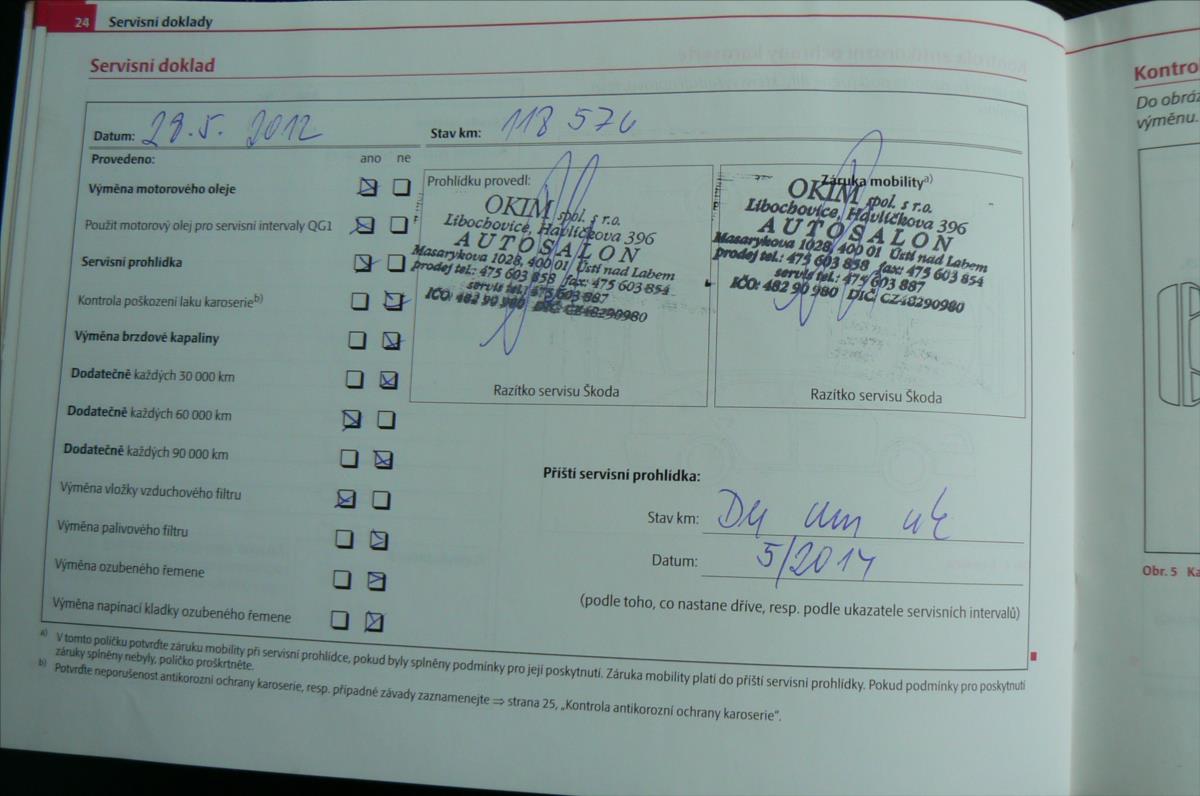 24 Servisní doklady
Servisní doklad
Datum: 29.5. 2012 Stav km: 118 576
Provedeno: ano ne
Výměna motorového oleje
Použit motorový olej pro servisní intervaly QG1
Servisní prohlídka
Kontrola poškození laku karoserie b)
Výměna brzdové kapaliny
Dodatečně každých 30 000 km
Dodatečně každých 60 000 km
Dodatečně každých 90 000 km
Výměna vložky vzduchového filtru
Výměna palivového filtru
Výměna ozubeného řemene
Výměna napínací kladky ozubeného řemene
Prohlídku provedl:
OKIM spol. s r.o.
Libochovice, Havlíčkova 396
AUTOSALON
Masarykova 1028, 400 01 Ústí nad Labem
prodej tel.: 475 603 858 fax: 475 603 854
servis tel.: 475 603 887
IČO: 482 90 980 DIČ: CZ48290980
Razítko servisu Škoda
Záruka mobility a)
OKIM spol. s r.o.
Libochovice, Havlíčkova 396
AUTOSALON
Masarykova 1028, 400 01 Ústí nad Labem
prodej tel.: 475 603 858 fax: 475 603 854
servis tel.: 475 603 887
IČO: 482 90 980 DIČ: CZ48290980
Razítko servisu Škoda
Příští servisní prohlídka:
Stav km:
Datum: 5/2014
(podle toho, co nastane dříve, resp. podle ukazatele servisních intervalů)
a) V tomto políčku potvrďte záruku mobility při servisní prohlídce, pokud byly splněny podmínky pro její poskytnutí. Záruka mobility platí do příští servisní prohlídky. Pokud podmínky pro poskytnutí
záruky splněny nebyly, políčko proškrtněte.
b) Potvrďte neporušenost antikorozní ochrany karoserie, resp. případné závady zaznamenejte ⇒ strana 25, „Kontrola antikorozní ochrany karoserie“.
Kontrol
Do obráz
výměnu.
Obr. 5 Ka